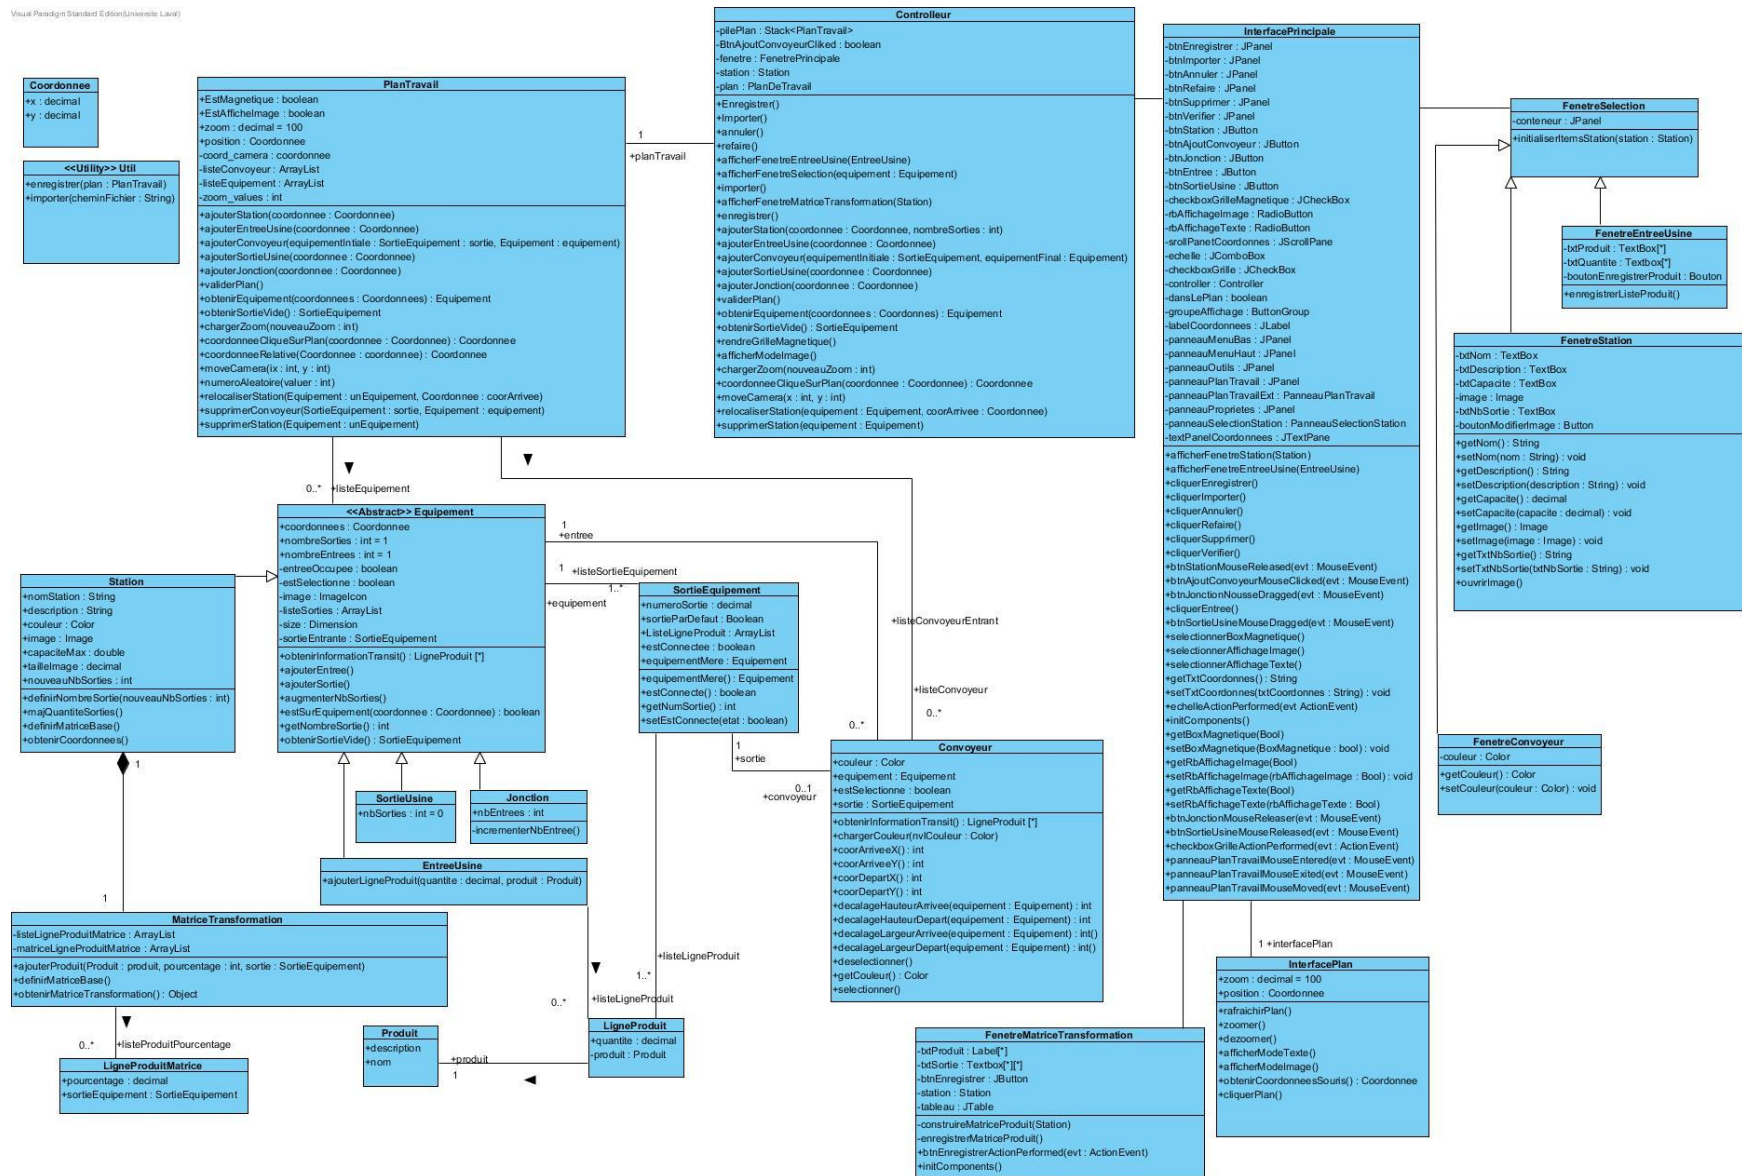 Visual Paradigm Standard Edition(Universite Laval)
Coordonnee
+x : decimal
+y : decimal
<<Utility>> Util
+enregistrer(plan : PlanTravail)
+importer(cheminFichier : String)
PlanTravail
+EstMagnetique : boolean
+EstAfficheImage : boolean
+zoom : decimal = 100
+position : Coordonnee
-coord_camera : coordonnee
-listeConvoyeur : ArrayList
-listeEquipement : ArrayList
-zoom_values : int
+ajouterStation(coordonnee : Coordonnee)
+ajouterEntreeUsine(coordonnee : Coordonnee)
+ajouterConvoyeur(equipementIntiale : SortieEquipement : sortie, Equipement : equipement)
+ajouterSortieUsine(coordonnee : Coordonnee)
+ajouterJonction(coordonnee : Coordonnee)
+validerPlan()
+obtenirEquipement(coordonnees : Coordonnees) : Equipement
+obtenirSortieVide() : SortieEquipement
+chargerZoom(nouveauZoom : int)
+coordonneeCliqueSurPlan(coordonnee : Coordonnee) : Coordonnee
+coordonneeRelative(Coordonnee : coordonnee) : Coordonnee
+moveCamera(ix : int, y : int)
+numeroAleatoire(valuer : int)
+relocaliserStation(Equipement : unEquipement, Coordonnee : coorArrivee)
+supprimerConvoyeur(SortieEquipement : sortie, Equipement : equipement)
+supprimerStation(Equipement : unEquipement)
1
+planTravail
Controlleur
-pilePlan : Stack<PlanTravail>
-BtnAjoutConvoyeurCliked : boolean
-fenetre : FenetrePrincipale
-station : Station
-plan : PlanDeTravail
+Enregistrer()
+Importer()
+annuler()
+refaire()
+afficherFenetreEntreeUsine(EntreeUsine)
+afficherFenetreSelection(equipement : Equipement)
+importer()
+afficherFenetreMatriceTransformation(Station)
+enregistrer()
+ajouterStation(coordonnee : Coordonnee, nombreSorties : int)
+ajouterEntreeUsine(coordonnee : Coordonnee)
+ajouterConvoyeur(equipementInitiale : SortieEquipement, equipementFinal : Equipement)
+ajouterSortieUsine(coordonnee : Coordonnee)
+ajouterJonction(coordonnee : Coordonnee)
+validerPlan()
+obtenirEquipement(coordonnees : Coordonnes) : Equipement
+obtenirSortieVide() : SortieEquipement
+rendreGrilleMagnetique()
+afficherModeImage()
+chargerZoom(nouveauZoom : int)
+coordonneeCliqueSurPlan(coordonnee : Coordonnee) : Coordonnee
+moveCamera(x : int, y : int)
+relocaliserStation(equipement : Equipement, coorArrivee : Coordonnee)
+supprimerStation(equipement : Equipement)
InterfacePrincipale
-btnEnregistrer : JPanel
-btnImporter : JPanel
-btnAnnuler : JPanel
-btnRefaire : JPanel
-btnSupprimer : JPanel
-btnVerifier : JPanel
-btnStation : JButton
-btnAjoutConvoyeur : JButton
-btnJonction : JButton
-btnEntree : JButton
-btnSortieUsine : JButton
-checkboxGrilleMagnetique : JCheckBox
-rbAffichageImage : RadioButton
-rbAffichageTexte : RadioButton
-srollPanetCoordonnes : JScrollPane
-echelle : JComboBox
-checkboxGrille : JCheckBox
-controller : Controller
-dansLePlan : boolean
-groupeAffichage : ButtonGroup
-labelCoordonnees : JLabel
-panneauMenuBas : JPanel
-panneauMenuHaut : JPanel
-panneauOutils : JPanel
-panneauPlanTravail : JPanel
-panneauPlanTravailExt : PanneauPlanTravail
-panneauProprietes : JPanel
-panneauSelectionStation : PanneauSelectionStation
-textPanelCoordonnees : JTextPane
+afficherFenetreStation(Station)
+afficherFenetreEntreeUsine(EntreeUsine)
+cliquerEnregistrer()
+cliquerImporter()
+cliquerAnnuler()
+cliquerRefaire()
+cliquerSupprimer()
+cliquerVerifier()
+btnStationMouseReleased(evt : MouseEvent)
+btnAjoutConvoyeurMouseClicked(evt : MouseEvent)
+btnJonctionNousseDragged(evt : MouseEvent)
+cliquerEntree()
+btnSortieUsineMouseDragged(evt : MouseEvent)
+selectionnerBoxMagnetique()
+selectionnerAffichageImage()
+selectionnerAffichageTexte()
+getTxtCoordonnes() : String
+setTxtCoordonnes(txtCoordonnes : String) : void
+echelleActionPerformed(evt ActionEvent)
+initComponents()
+getBoxMagnetique(Bool)
+setBoxMagnetique(BoxMagnetique : bool) : void
+getRbAffichageImage(Bool)
+setRbAffichageImage(rbAffichageImage : Bool) : void
+getRbAffichageTexte(Bool)
+setRbAffichageTexte(rbAffichageTexte : Bool)
+btnJonctionMouseReleaser(evt : MouseEvent)
+btnSortieUsineMouseReleased(evt : MouseEvent)
+checkboxGrilleActionPerformed(evt : ActionEvent)
+panneauPlanTravailMouseEntered(evt : MouseEvent)
+panneauPlanTravailMouseExited(evt : MouseEvent)
+panneauPlanTravailMouseMoved(evt : MouseEvent)
FenetreSelection
-conteneur : JPanel
+initialiserItemsStation(station : Station)
FenetreEntreeUsine
-txtProduit : TextBox[*]
-txtQuantite : Textbox[*]
-boutonEnregistrerProduit : Bouton
+enregistrerListeProduit()
FenetreStation
-txtNom : TextBox
-txtDescription : TextBox
-txtCapacite : TextBox
-image : Image
-txtNbSortie : TextBox
-boutonModifierImage : Button
+getNom() : String
+setNom(nom : String) : void
+getDescription() : String
+setDescription(description : String) : void
+getCapacite() : decimal
+setCapacite(capacite : decimal) : void
+getImage() : Image
+setImage(image : Image) : void
+getTxtNbSortie() : String
+setTxtNbSortie(txtNbSortie : String) : void
+ouvrirImage()
FenetreConvoyeur
-couleur : Color
+getCouleur() : Color
+setCouleur(couleur : Color) : void
0..*
+listeEquipement
<<Abstract>> Equipement
+coordonnees : Coordonnee
+nombreSorties : int = 1
+nombreEntrees : int = 1
-entreeOccupee : boolean
-estSelectionne : boolean
-image : ImageIcon
-listeSorties : ArrayList
-size : Dimension
-sortieEntrante : SortieEquipement
+obtenirInformationTransit() : LigneProduit [*]
+ajouterEntree()
+ajouterSortie()
+augmenterNbSorties()
+estSurEquipement(coordonnee : Coordonnee) : boolean
+getNombreSortie() : int
+obtenirSortieVide() : SortieEquipement
1
+entree
1
+listeSortieEquipement
1..*
+equipement
Station
+nomStation : String
+description : String
+couleur : Color
+image : Image
+capaciteMax : double
+tailleImage : decimal
+nouveauNbSorties : int
+definirNombreSortie(nouveauNbSorties : int)
+majQuantiteSorties()
+definirMatriceBase()
+obtenirCoordonnees()
1
1
SortieEquipement
+numeroSortie : decimal
+sortieParDefaut : Boolean
+ListeLigneProduit : ArrayList
+estConnectee : boolean
+equipementMere : Equipement
+equipementMere() : Equipement
+estConnecte() : boolean
+getNumSortie() : int
+setEstConnecte(etat : boolean)
+listeConvoyeurEntrant
+listeConvoyeur
0..*
0..*
1
+sortie
0..1
+convoyeur
Convoyeur
+couleur : Color
+equipement : Equipement
+estSelectionne : boolean
+sortie : SortieEquipement
+obtenirInformationTransit() : LigneProduit [*]
+chargerCouleur(nvlCouleur : Color)
+coorArriveeX() : int
+coorArriveeY() : int
+coorDepartX() : int
+coorDepartY() : int
+decalageHauteurArrivee(equipement : Equipement) : int
+decalageHauteurDepart(equipement : Equipement) : int
+decalageLargeurArrivee(equipement : Equipement) : int()
+decalageLargeurDepart(equipement : Equipement) : int()
+deselectionner()
+getCouleur() : Color
+selectionner()
SortieUsine
+nbSorties : int = 0
Jonction
+nbEntrees : int
-incrementerNbEntree()
EntreeUsine
+ajouterLigneProduit(quantite : decimal, produit : Produit)
MatriceTransformation
-listeLigneProduitMatrice : ArrayList
-matriceLigneProduitMatrice : ArrayList
+ajouterProduit(Produit : produit, pourcentage : int, sortie : SortieEquipement)
+definirMatriceBase()
+obtenirMatriceTransformation() : Object
0..*
+listeProduitPourcentage
LigneProduitMatrice
+pourcentage : decimal
+sortieEquipement : SortieEquipement
+listeLigneProduit
1..*
0..*
+listeLigneProduit
Produit
+description
+nom
+produit
1
LigneProduit
+quantite : decimal
-produit : Produit
1 +interfacePlan
InterfacePlan
+zoom : decimal = 100
+position : Coordonnee
+rafraichirPlan()
+zoomer()
+dezoomer()
+afficherModeTexte()
+afficherModeImage()
+obtenirCoordonneesSouris() : Coordonnee
+cliquerPlan()
FenetreMatriceTransformation
-txtProduit : Label[*]
-txtSortie : Textbox[*][*]
-btnEnregistrer : JButton
-station : Station
-tableau : JTable
-construireMatriceProduit(Station)
-enregistrerMatriceProduit()
+btnEnregistrerActionPerformed(evt : ActionEvent)
+initComponents()